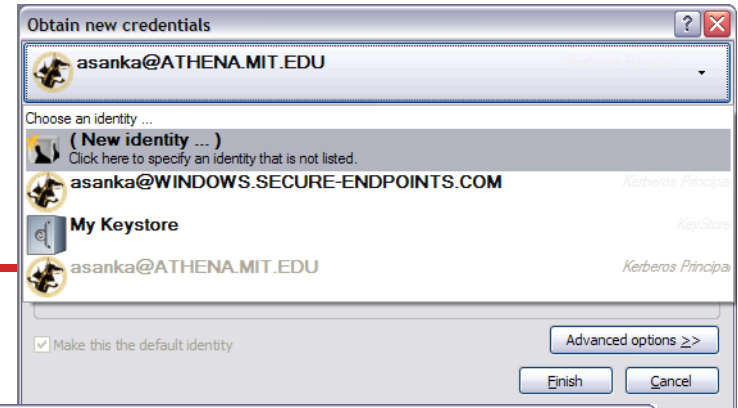 Obtain new credentials
asanka@ATHENA.MIT.EDU
Kerberos Principal
Choose an identity ...
( New identity ... )
Click here to specify an identity that is not listed.
asanka@WINDOWS.SECURE-ENDPOINTS.COM Kerberos Principal
My Keystore KeyStore
asanka@ATHENA.MIT.EDU Kerberos Principal
Make this the default identity
Advanced options >>
Finish Cancel